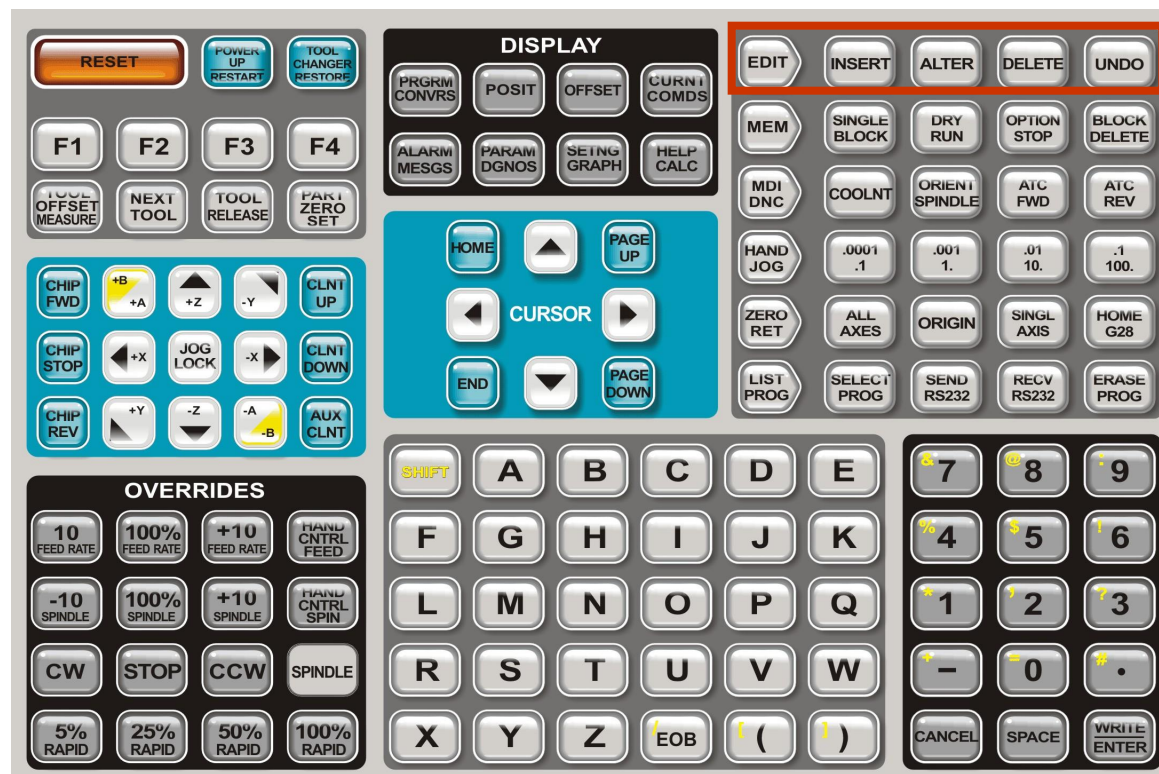 RESET
POWER
UP
RESTART
TOOL
CHANGER
RESTORE
F1
F2
F3
F4
TOOL
OFFSET
MEASURE
NEXT
TOOL
TOOL
RELEASE
PART
ZERO
SET
CHIP
FWD
+B
+A
+Z
-Y
CLNT
UP
CHIP
STOP
+X
JOG
LOCK
-X
CLNT
DOWN
CHIP
REV
+Y
-Z
-A
-B
AUX
CLNT
OVERRIDES
10
FEED RATE
100%
FEED RATE
+10
FEED RATE
HAND
CNTRL
FEED
-10
SPINDLE
100%
SPINDLE
+10
SPINDLE
HAND
CNTRL
SPIN
CW
STOP
CCW
SPINDLE
5%
RAPID
25%
RAPID
50%
RAPID
100%
RAPID
DISPLAY
PRGRM
CONVRS
POSIT
OFFSET
CURNT
COMDS
ALARM
MESGS
PARAM
DGNOS
SETNG
GRAPH
HELP
CALC
HOME
PAGE
UP
CURSOR
END
PAGE
DOWN
EDIT
INSERT
ALTER
DELETE
UNDO
MEM
SINGLE
BLOCK
DRY
RUN
OPTION
STOP
BLOCK
DELETE
MDI
DNC
COOLNT
ORIENT
SPINDLE
ATC
FWD
ATC
REV
HAND
JOG
.0001
.1
.001
1.
.01
10.
.1
100.
ZERO
RET
ALL
AXES
ORIGIN
SINGL
AXIS
HOME
G28
LIST
PROG
SELECT
PROG
SEND
RS232
RECV
RS232
ERASE
PROG
SHIFT
A
B
C
D
E
F
G
H
I
J
K
L
M
N
O
P
Q
R
S
T
U
V
W
X
Y
Z
/
EOB
[ (
] )
& 7
@ 8
: 9
% 4
$ 5
! 6
* 1
, 2
? 3
+ -
= 0
# .
CANCEL
SPACE
WRITE
ENTER